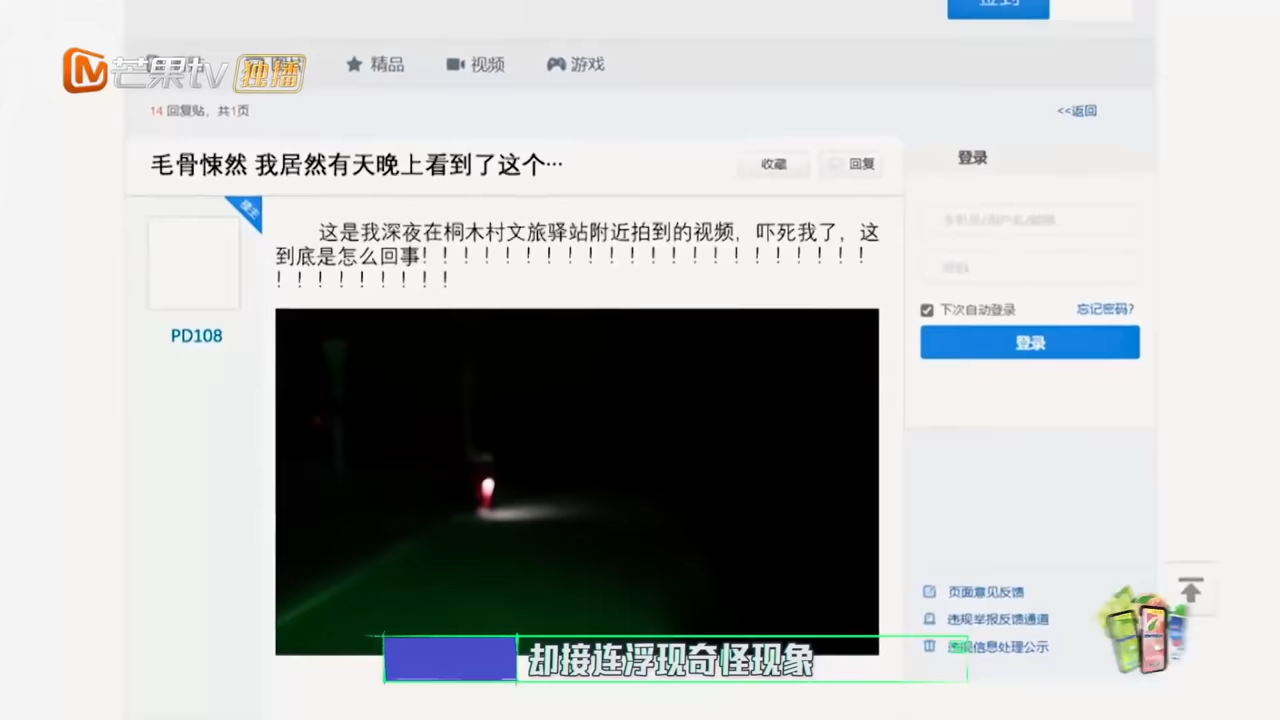 签到
芒果tv 独播
精品 视频 游戏
14 回复贴，共1页
<<返回
毛骨悚然 我居然有天晚上看到了这个…
收藏
回复
登录
楼主
这是我深夜在桐木村文旅驿站附近拍到的视频，吓死我了，这
到底是怎么回事！！！！！！！！！！！！！！！！！！！！！！
！！！！！！！！！
PD108
下次自动登录 忘记密码?
登录
页面意见反馈
违规举报反馈通道
违规信息处理公示
却接连浮现奇怪现象